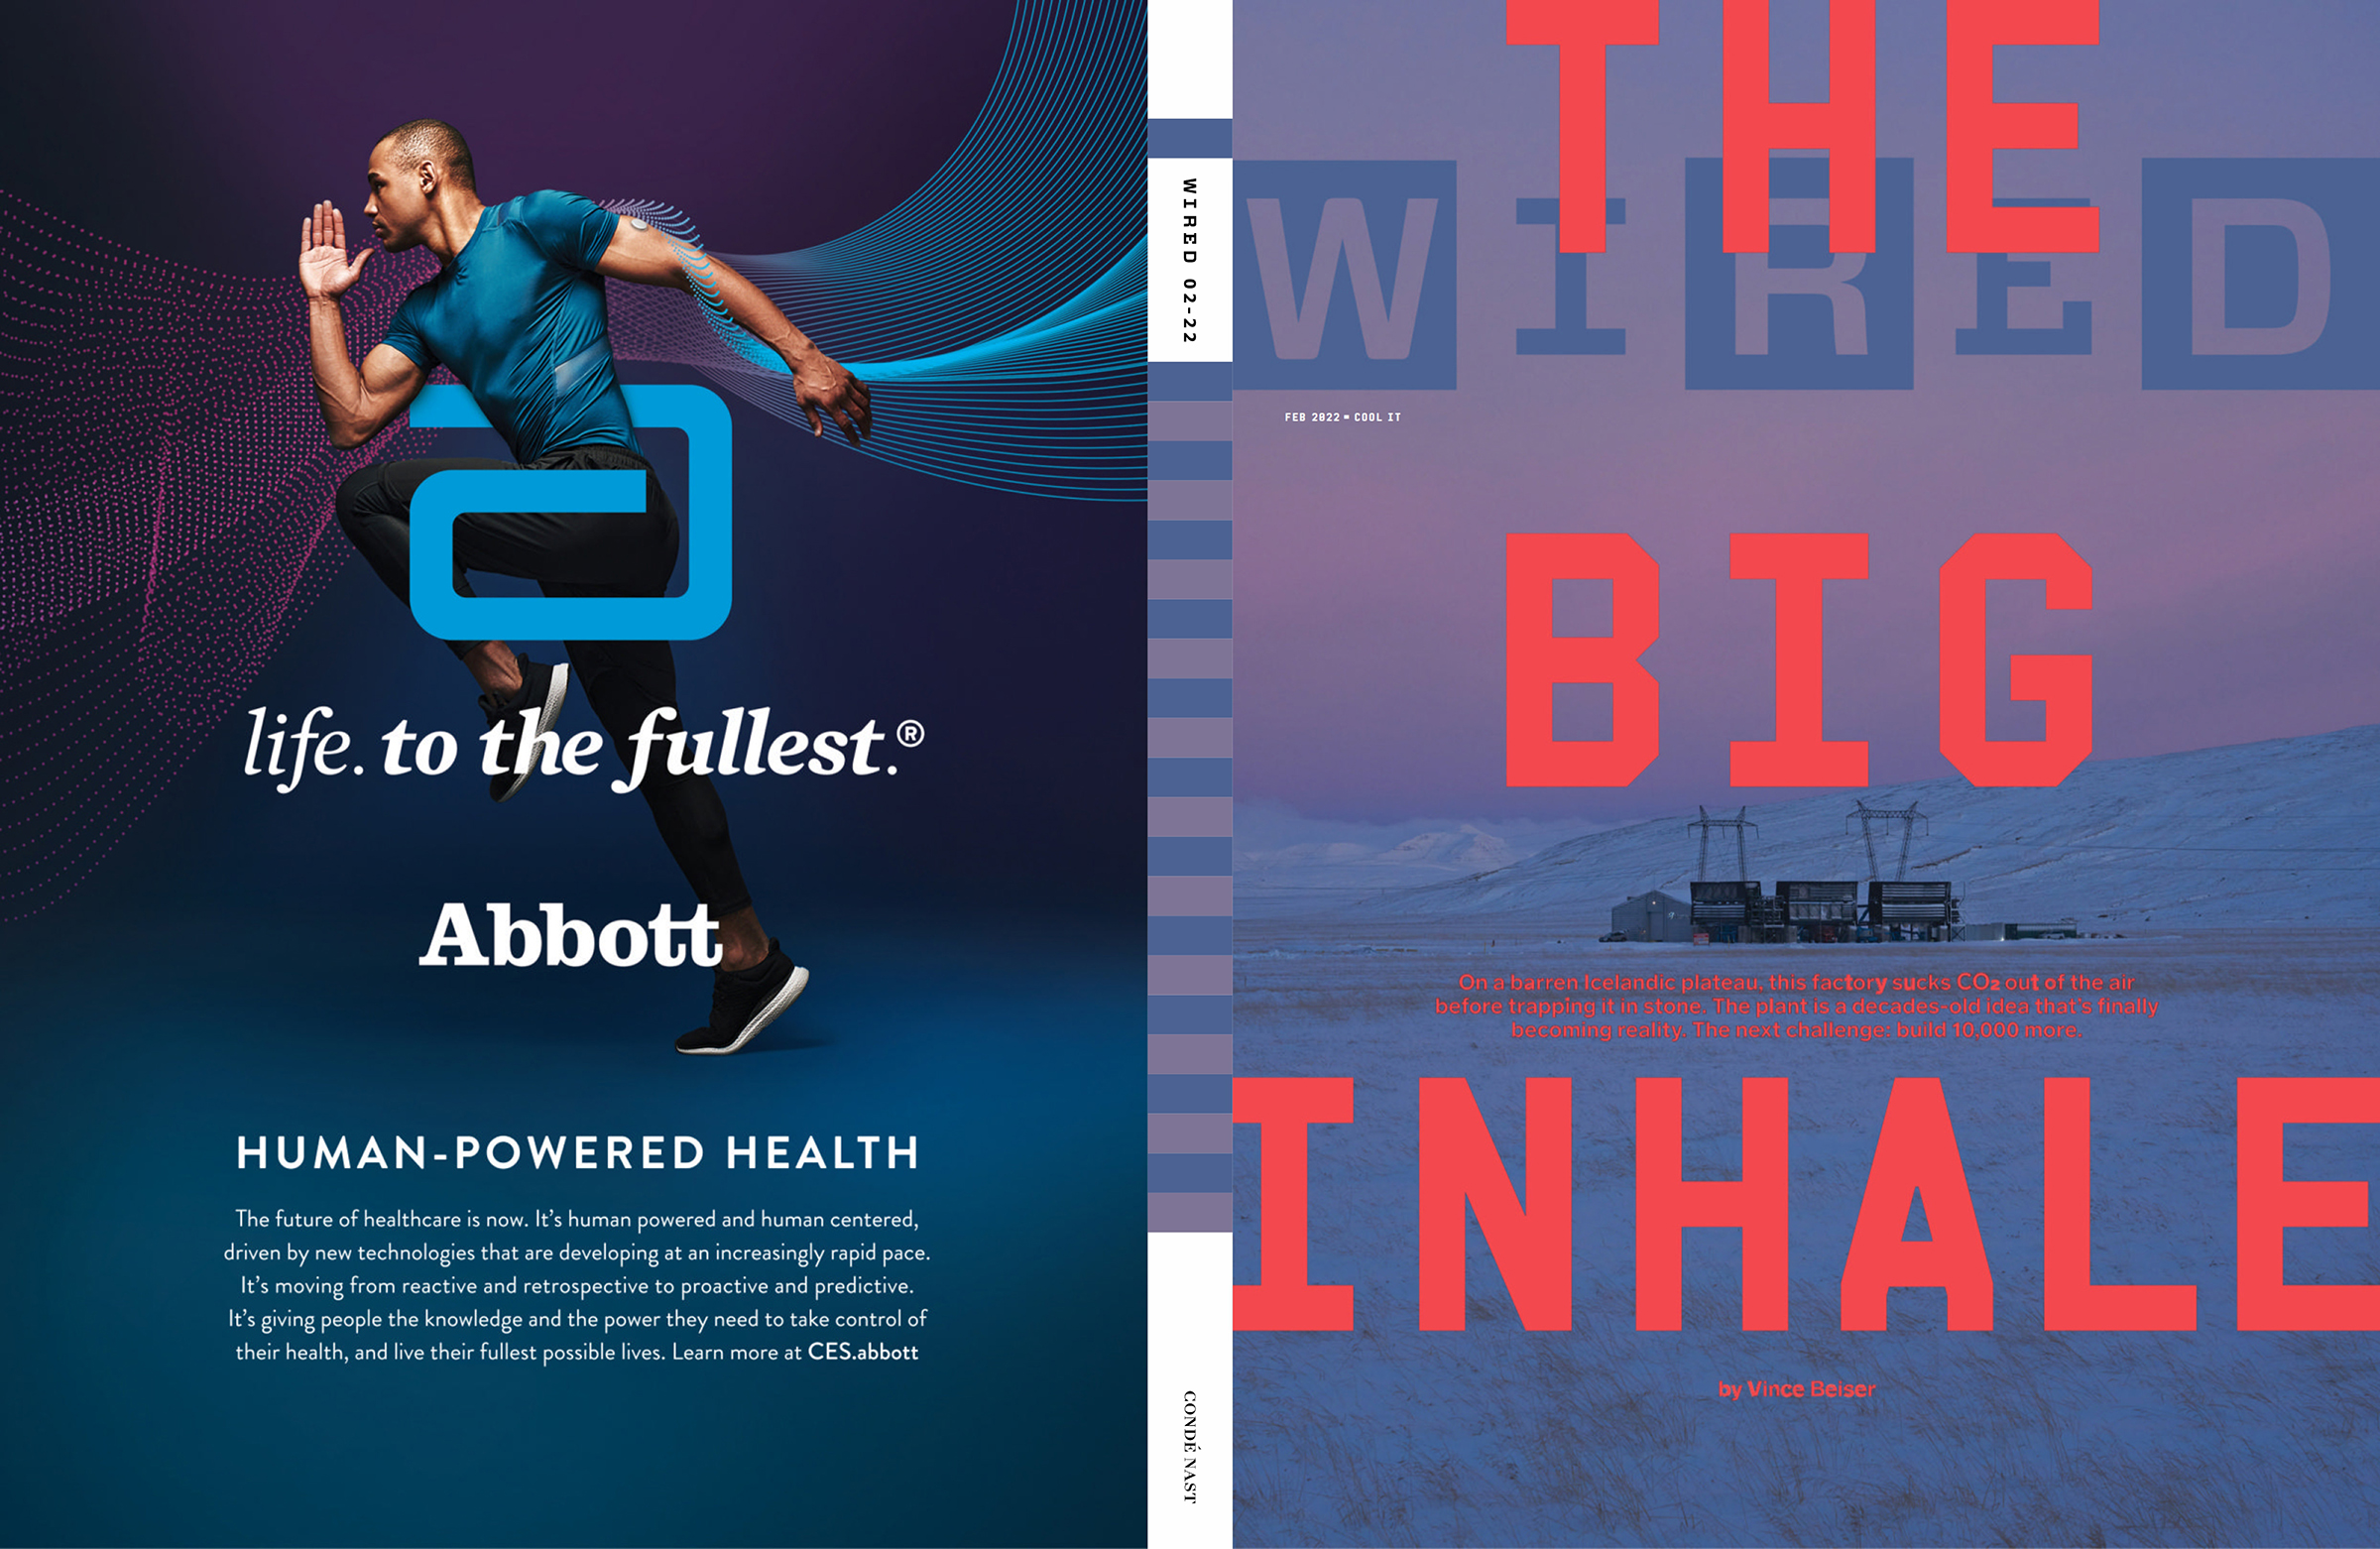 life. to the fullest.®
Abbott
HUMAN-POWERED HEALTH
The future of healthcare is now. It’s human powered and human centered,
driven by new technologies that are developing at an increasingly rapid pace.
It’s moving from reactive and retrospective to proactive and predictive.
It’s giving people the knowledge and the power they need to take control of
their health, and live their fullest possible lives. Learn more at CES.abbott
WIRED 02-22
CONDÉ NAST
THE
WIRED
FEB 2022 = COOL IT
BIG
On a barren Icelandic plateau, this factory sucks CO₂ out of the air
before trapping it in stone. The plant is a decades-old idea that’s finally
becoming reality. The next challenge: build 10,000 more.
INHALE
by Vince Beiser